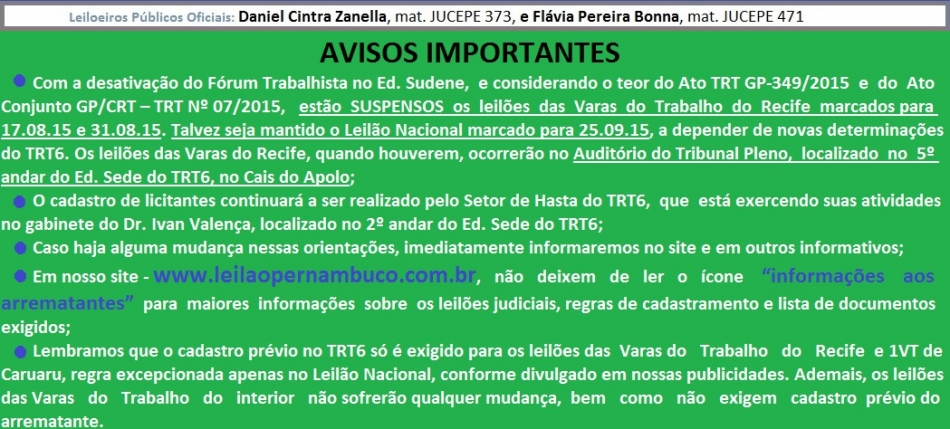 Leiloeiros Públicos Oficiais: Daniel Cintra Zanella, mat. JUCEPE 373, e Flávia Pereira Bonna, mat. JUCEPE 471
AVISOS IMPORTANTES
● Com a desativação do Fórum Trabalhista no Ed. Sudene, e considerando o teor do Ato TRT GP-349/2015 e do Ato
Conjunto GP/CRT – TRT Nº 07/2015, estão SUSPENSOS os leilões das Varas do Trabalho do Recife marcados para
17.08.15 e 31.08.15. Talvez seja mantido o Leilão Nacional marcado para 25.09.15, a depender de novas determinações
do TRT6. Os leilões das Varas do Recife, quando houverem, ocorrerão no Auditório do Tribunal Pleno, localizado no 5º
andar do Ed. Sede do TRT6, no Cais do Apolo;
● O cadastro de licitantes continuará a ser realizado pelo Setor de Hasta do TRT6, que está exercendo suas atividades
no gabinete do Dr. Ivan Valença, localizado no 2º andar do Ed. Sede do TRT6;
● Caso haja alguma mudança nessas orientações, imediatamente informaremos no site e em outros informativos;
● Em nosso site - www.leilaopernambuco.com.br, não deixem de ler o ícone “informações aos
arrematantes” para maiores informações sobre os leilões judiciais, regras de cadastramento e lista de documentos
exigidos;
● Lembramos que o cadastro prévio no TRT6 só é exigido para os leilões das Varas do Trabalho do Recife e 1VT de
Caruaru, regra excepcionada apenas no Leilão Nacional, conforme divulgado em nossas publicidades. Ademais, os leilões
das Varas do Trabalho do interior não sofrerão qualquer mudança, bem como não exigem cadastro prévio do
arrematante.